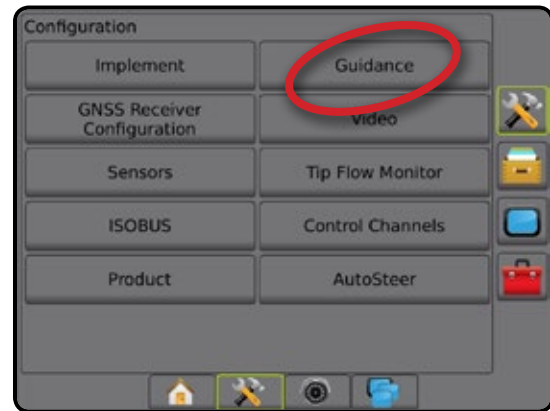 Configuration
Implement
Guidance
GNSS Receiver
Configuration
Video
Sensors
Tip Flow Monitor
ISOBUS
Control Channels
Product
AutoSteer